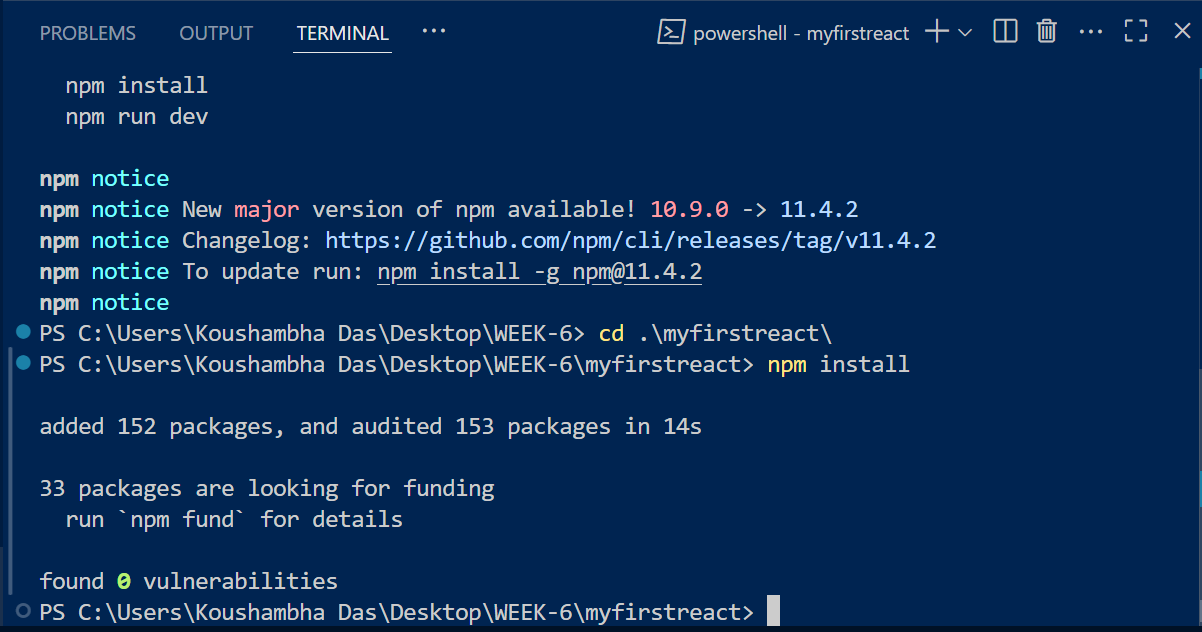 PROBLEMS OUTPUT TERMINAL ··· powershell - myfirstreact
npm install
npm run dev
npm notice
npm notice New major version of npm available! 10.9.0 -> 11.4.2
npm notice Changelog: https://github.com/npm/cli/releases/tag/v11.4.2
npm notice To update run: npm install -g npm@11.4.2
npm notice
PS C:\Users\Koushambha Das\Desktop\WEEK-6> cd .\myfirstreact\
PS C:\Users\Koushambha Das\Desktop\WEEK-6\myfirstreact> npm install
added 152 packages, and audited 153 packages in 14s
33 packages are looking for funding
run `npm fund` for details
found 0 vulnerabilities
PS C:\Users\Koushambha Das\Desktop\WEEK-6\myfirstreact>